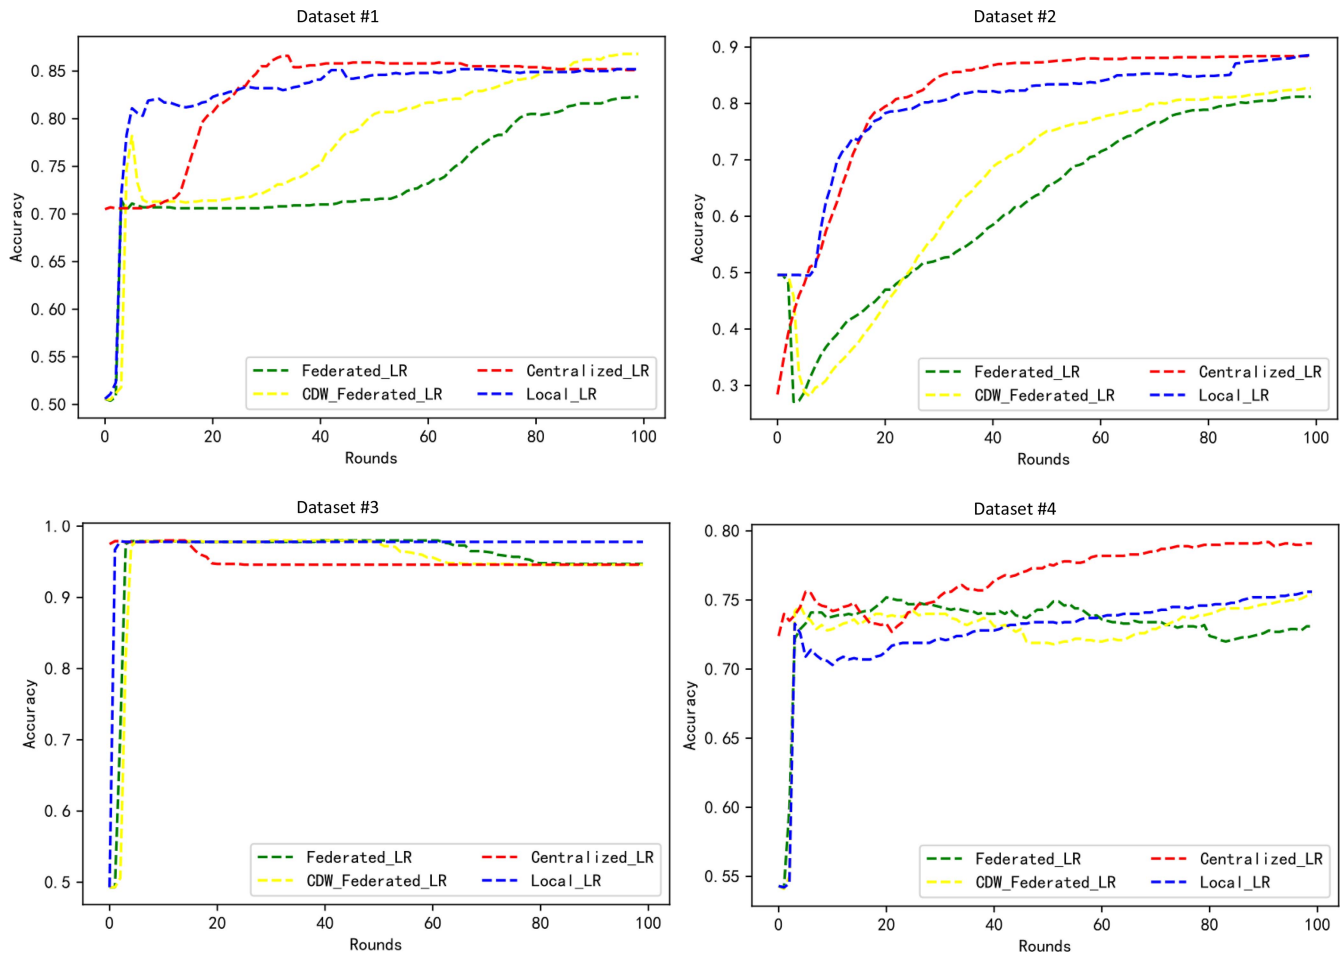 Dataset #1
0.85
0.80
0.75
0.70
0.65
0.60
0.55
0.50
Accuracy
Federated_LR
CDW_Federated_LR
Centralized_LR
Local_LR
0 20 40 60 80 100
Rounds
Dataset #2
0.9
0.8
0.7
0.6
0.5
0.4
0.3
Accuracy
Federated_LR
CDW_Federated_LR
Centralized_LR
Local_LR
0 20 40 60 80 100
Rounds
Dataset #3
1.0
0.9
0.8
0.7
0.6
0.5
Accuracy
Federated_LR
CDW_Federated_LR
Centralized_LR
Local_LR
0 20 40 60 80 100
Rounds
Dataset #4
0.80
0.75
0.70
0.65
0.60
0.55
Accuracy
Federated_LR
CDW_Federated_LR
Centralized_LR
Local_LR
0 20 40 60 80 100
Rounds